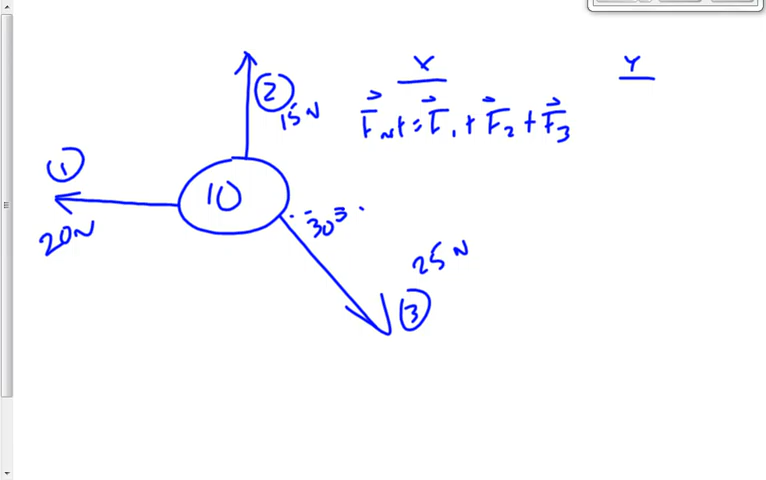 X
Y
②
15N
F⃗Net = F⃗₁ + F⃗₂ + F⃗₃
①
10
20N
30°
25N
③